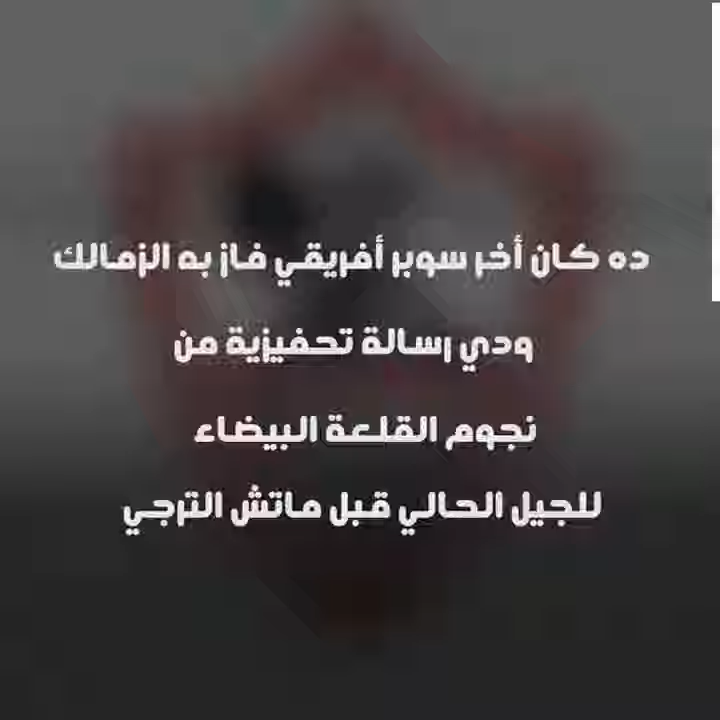 ده كان أخر سوبر أفريقي فاز به الزمالك
ودي رسالة تحفيزية من
نجوم القلعة البيضاء
للجيل الحالي قبل ماتش الترجي